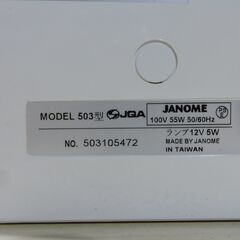 MODEL 503型 JQA JANOME
100V 55W 50/60Hz
ランプ12V 5W
NO. 503105472 MADE BY JANOME
IN TAIWAN